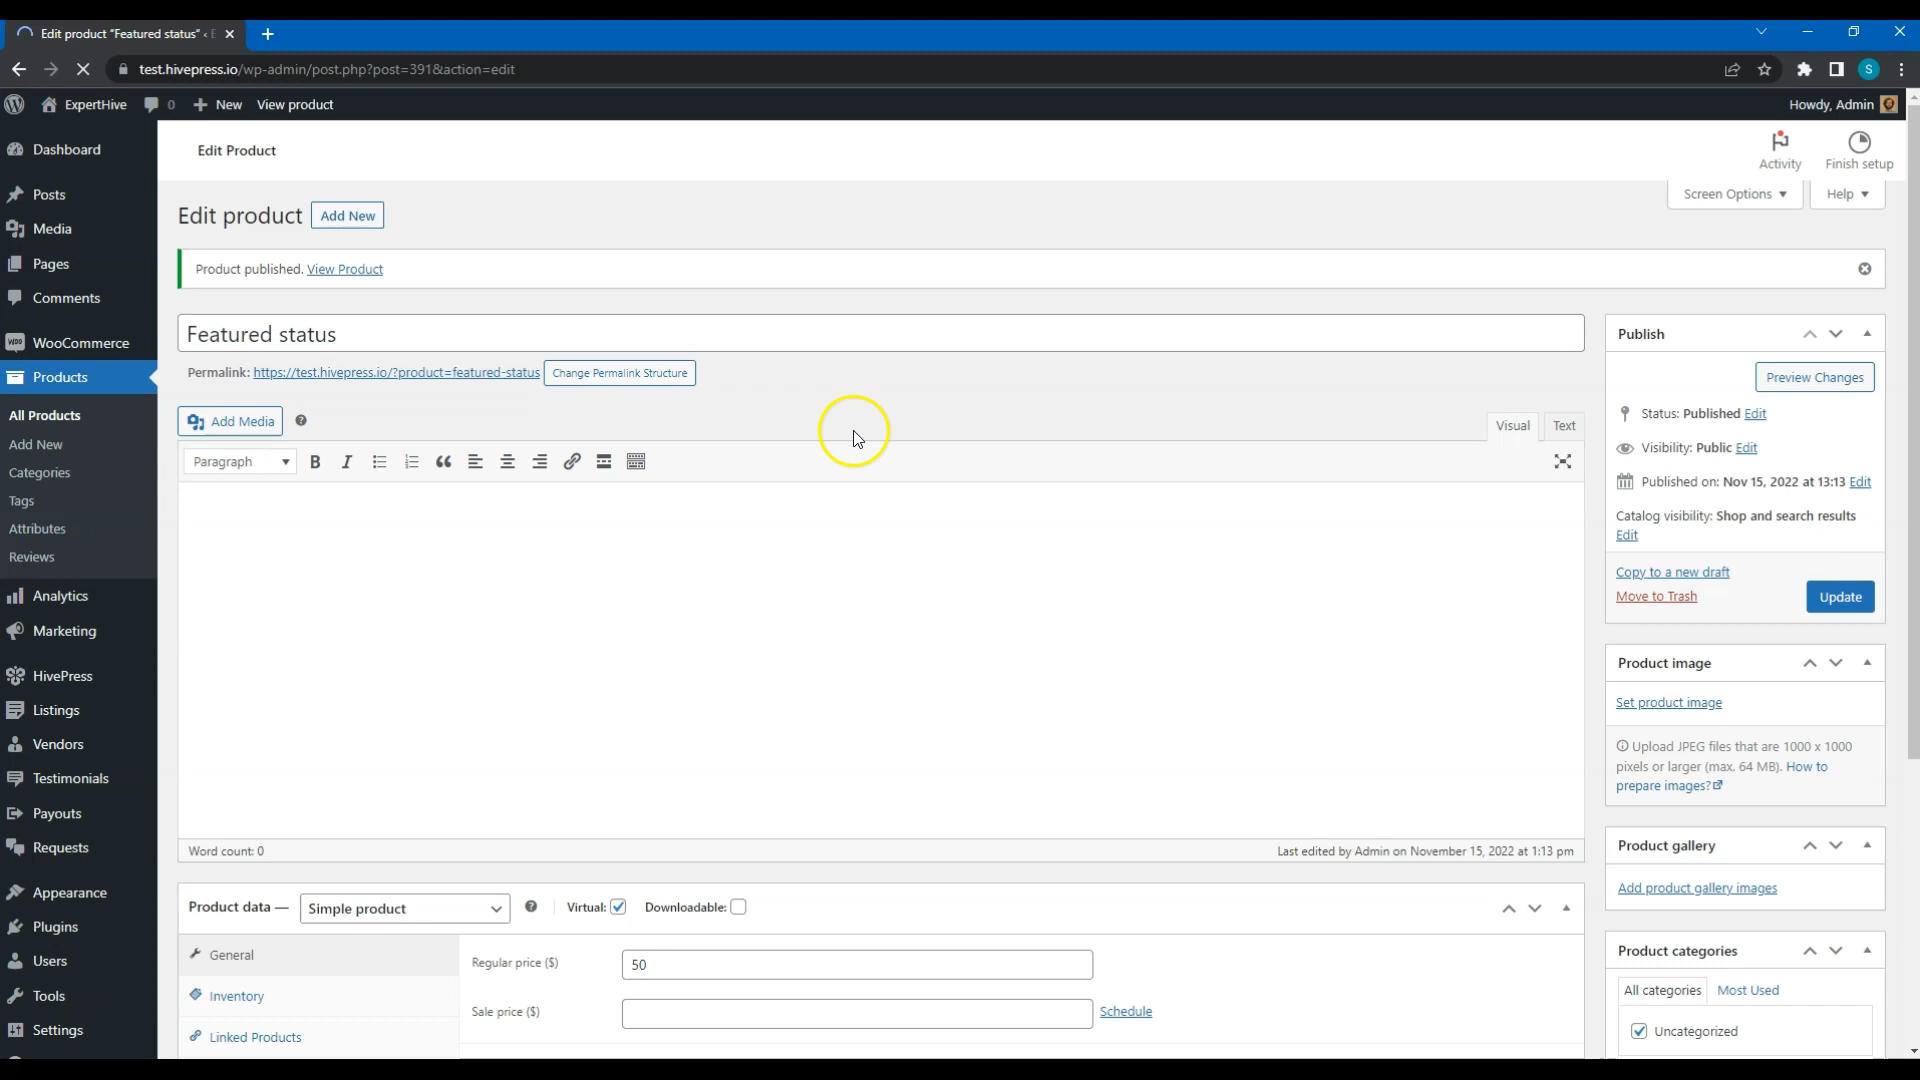 Edit product "Featured status" ‹ E
test.hivepress.io/wp-admin/post.php?post=391&action=edit
S
ExpertHive
0
New
View product
Howdy, Admin
Dashboard
Posts
Media
Pages
Comments
WooCommerce
Products
All Products
Add New
Categories
Tags
Attributes
Reviews
Analytics
Marketing
HivePress
Listings
Vendors
Testimonials
Payouts
Requests
Appearance
Plugins
Users
Tools
Settings
Edit Product
Activity
Finish setup
Screen Options
Help
Edit product
Add New
Product published. View Product
Featured status
Permalink: https://test.hivepress.io/?product=featured-status
Change Permalink Structure
Add Media
Visual
Text
Paragraph
Word count: 0
Last edited by Admin on November 15, 2022 at 1:13 pm
Product data —
Simple product
Virtual:
Downloadable:
General
Inventory
Linked Products
Regular price ($)
50
Sale price ($)
Schedule
Publish
Preview Changes
Status: Published Edit
Visibility: Public Edit
Published on: Nov 15, 2022 at 13:13 Edit
Catalog visibility: Shop and search results
Edit
Copy to a new draft
Move to Trash
Update
Product image
Set product image
Upload JPEG files that are 1000 x 1000
pixels or larger (max. 64 MB). How to
prepare images?
Product gallery
Add product gallery images
Product categories
All categories
Most Used
Uncategorized